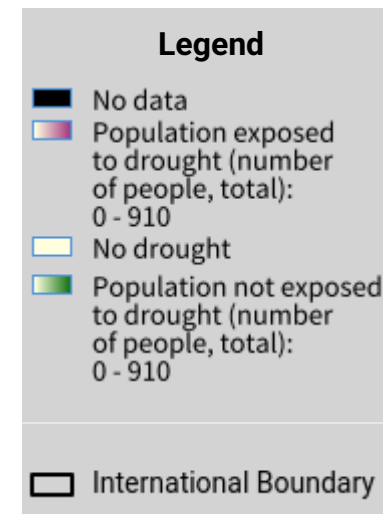 Legend
No data
Population exposed
to drought (number
of people, total):
0 - 910
No drought
Population not exposed
to drought (number
of people, total):
0 - 910
International Boundary